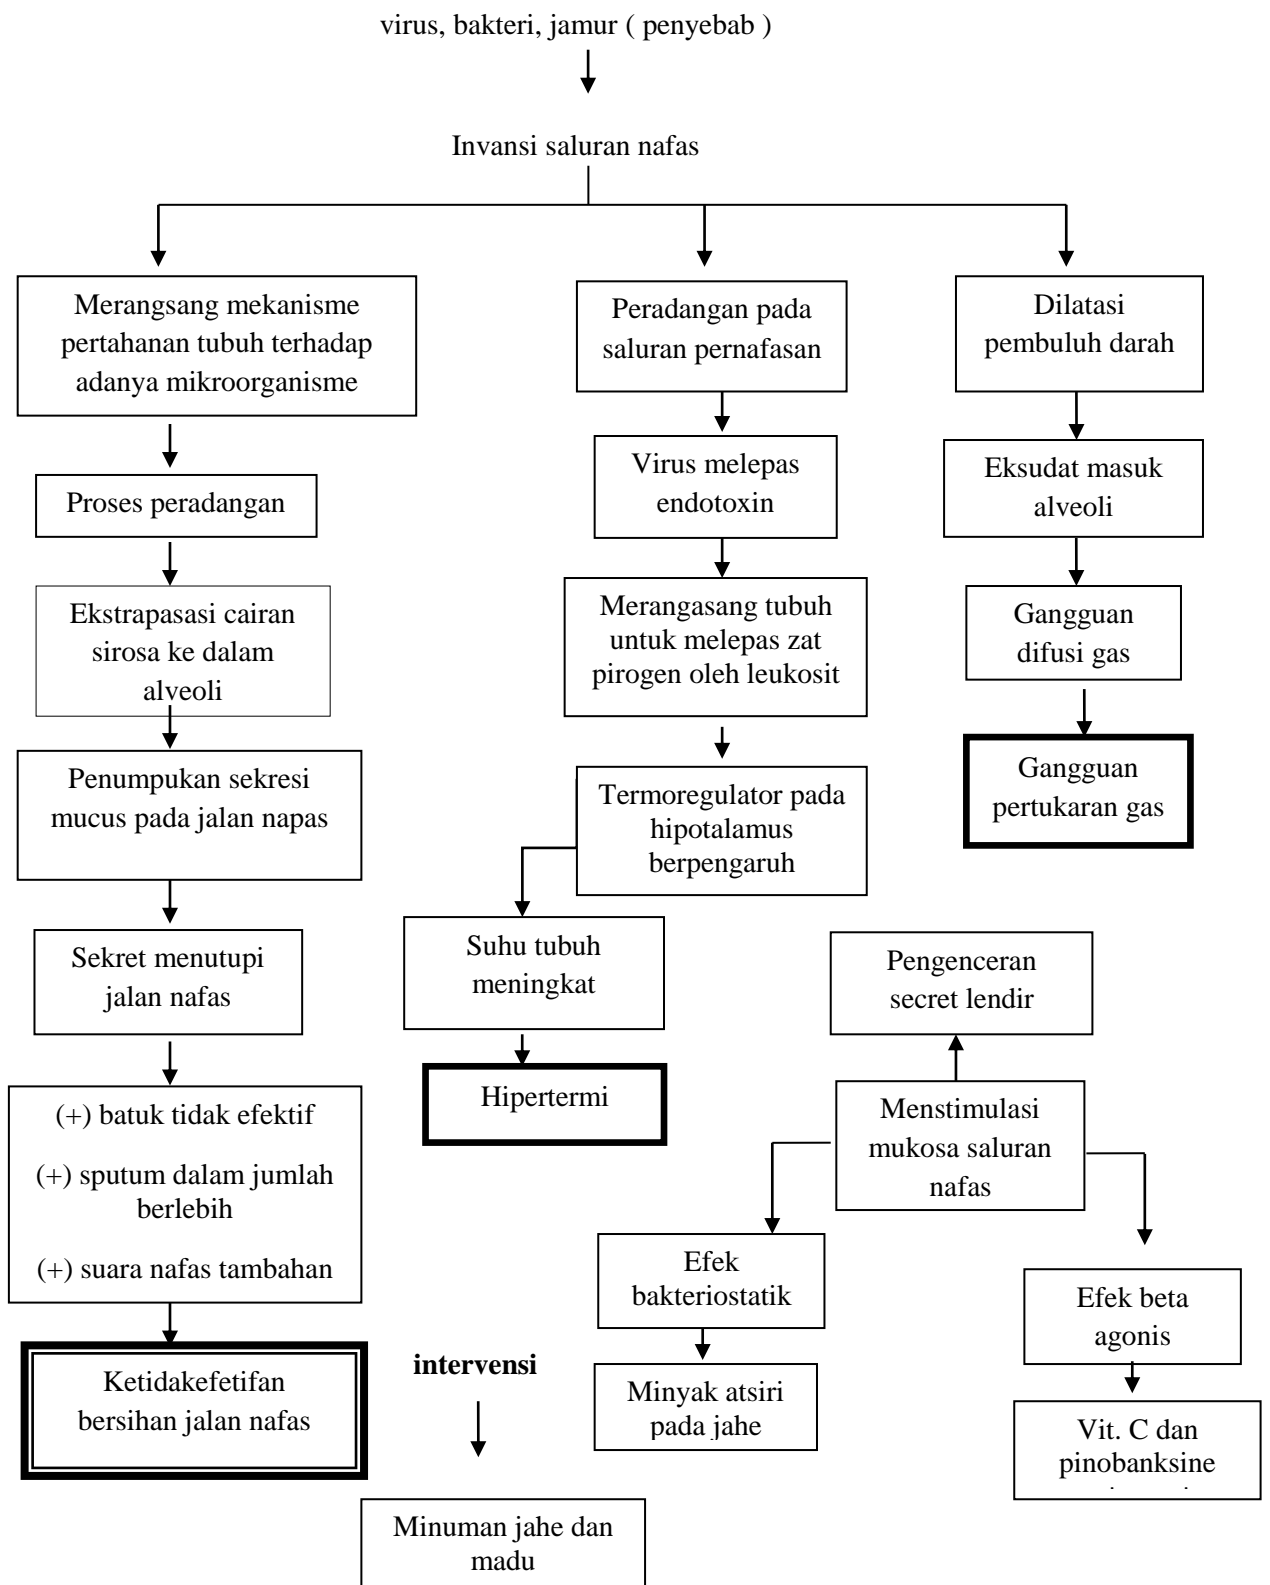 virus, bakteri, jamur ( penyebab )
Invansi saluran nafas
Merangsang mekanisme
pertahanan tubuh terhadap
adanya mikroorganisme
Proses peradangan
Ekstrapasasi cairan
sirosa ke dalam
alveoli
Penumpukan sekresi
mucus pada jalan napas
Sekret menutupi
jalan nafas
(+) batuk tidak efektif
(+) sputum dalam jumlah
berlebih
(+) suara nafas tambahan
Ketidakefetifan
bersihan jalan nafas
Peradangan pada
saluran pernafasan
Virus melepas
endotoxin
Merangasang tubuh
untuk melepas zat
pirogen oleh leukosit
Termoregulator pada
hipotalamus
berpengaruh
Suhu tubuh
meningkat
Hipertermi
Dilatasi
pembuluh darah
Eksudat masuk
alveoli
Gangguan
difusi gas
Gangguan
pertukaran gas
Pengenceran
secret lendir
Menstimulasi
mukosa saluran
nafas
Efek
bakteriostatik
Minyak atsiri
pada jahe
Efek beta
agonis
Vit. C dan
pinobanksine
intervensi
Minuman jahe dan
madu